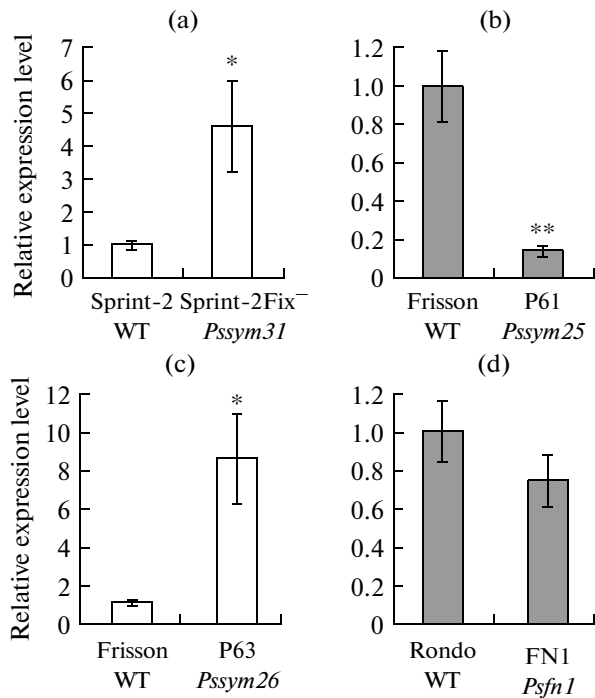 (a)
Relative expression level
7
6
5
4
3
2
1
0
*
Sprint-2 Sprint-2Fix⁻
WT Pssym31
(b)
1.2
1.0
0.8
0.6
0.4
0.2
0
**
Frisson P61
WT Pssym25
(c)
Relative expression level
12
10
8
6
4
2
0
*
Frisson P63
WT Pssym26
(d)
1.2
1.0
0.8
0.6
0.4
0.2
0
Rondo FN1
WT Psfn1